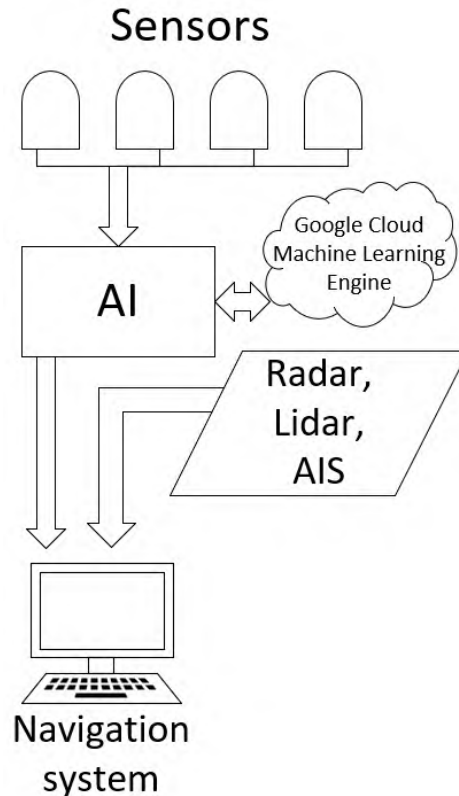 Sensors
Google Cloud
Machine Learning
Engine
AI
Radar,
Lidar,
AIS
Navigation
system